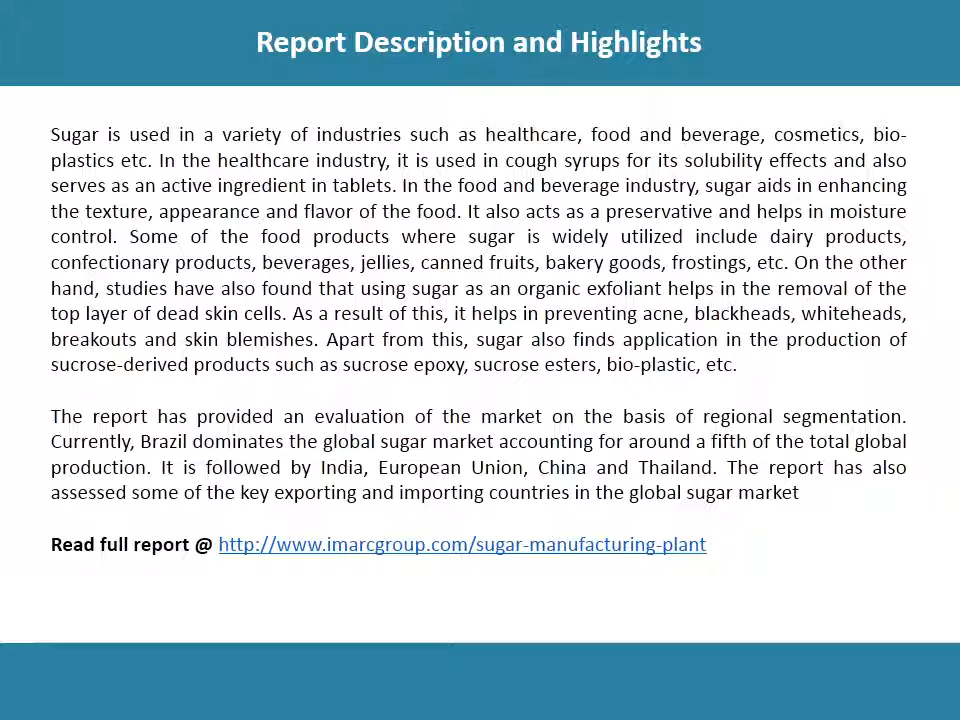 Report Description and Highlights
Sugar is used in a variety of industries such as healthcare, food and beverage, cosmetics, bio-
plastics etc. In the healthcare industry, it is used in cough syrups for its solubility effects and also
serves as an active ingredient in tablets. In the food and beverage industry, sugar aids in enhancing
the texture, appearance and flavor of the food. It also acts as a preservative and helps in moisture
control. Some of the food products where sugar is widely utilized include dairy products,
confectionary products, beverages, jellies, canned fruits, bakery goods, frostings, etc. On the other
hand, studies have also found that using sugar as an organic exfoliant helps in the removal of the
top layer of dead skin cells. As a result of this, it helps in preventing acne, blackheads, whiteheads,
breakouts and skin blemishes. Apart from this, sugar also finds application in the production of
sucrose-derived products such as sucrose epoxy, sucrose esters, bio-plastic, etc.
The report has provided an evaluation of the market on the basis of regional segmentation.
Currently, Brazil dominates the global sugar market accounting for around a fifth of the total global
production. It is followed by India, European Union, China and Thailand. The report has also
assessed some of the key exporting and importing countries in the global sugar market
Read full report @ http://www.imarcgroup.com/sugar-manufacturing-plant